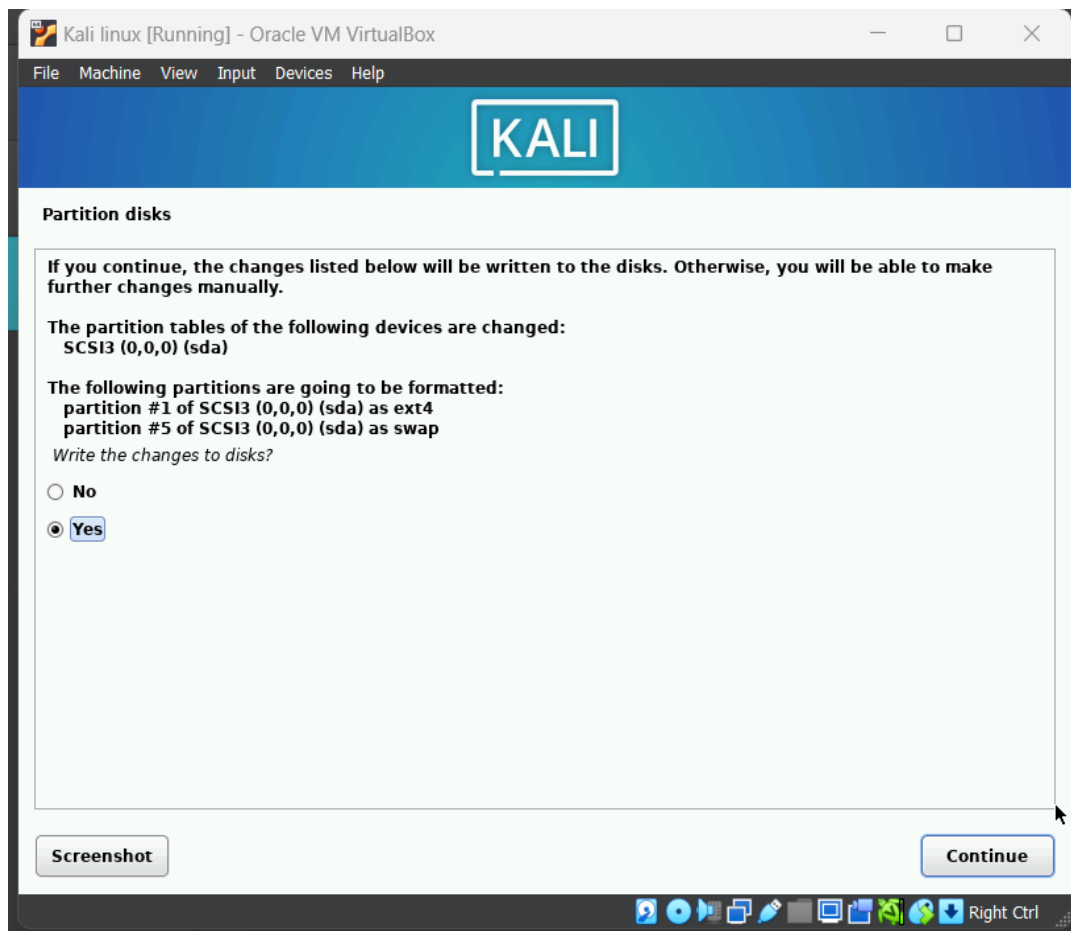 Kali linux [Running] - Oracle VM VirtualBox
File Machine View Input Devices Help
KALI
Partition disks
If you continue, the changes listed below will be written to the disks. Otherwise, you will be able to make
further changes manually.
The partition tables of the following devices are changed:
SCSI3 (0,0,0) (sda)
The following partitions are going to be formatted:
partition #1 of SCSI3 (0,0,0) (sda) as ext4
partition #5 of SCSI3 (0,0,0) (sda) as swap
Write the changes to disks?
No
Yes
Screenshot Continue
Right Ctrl